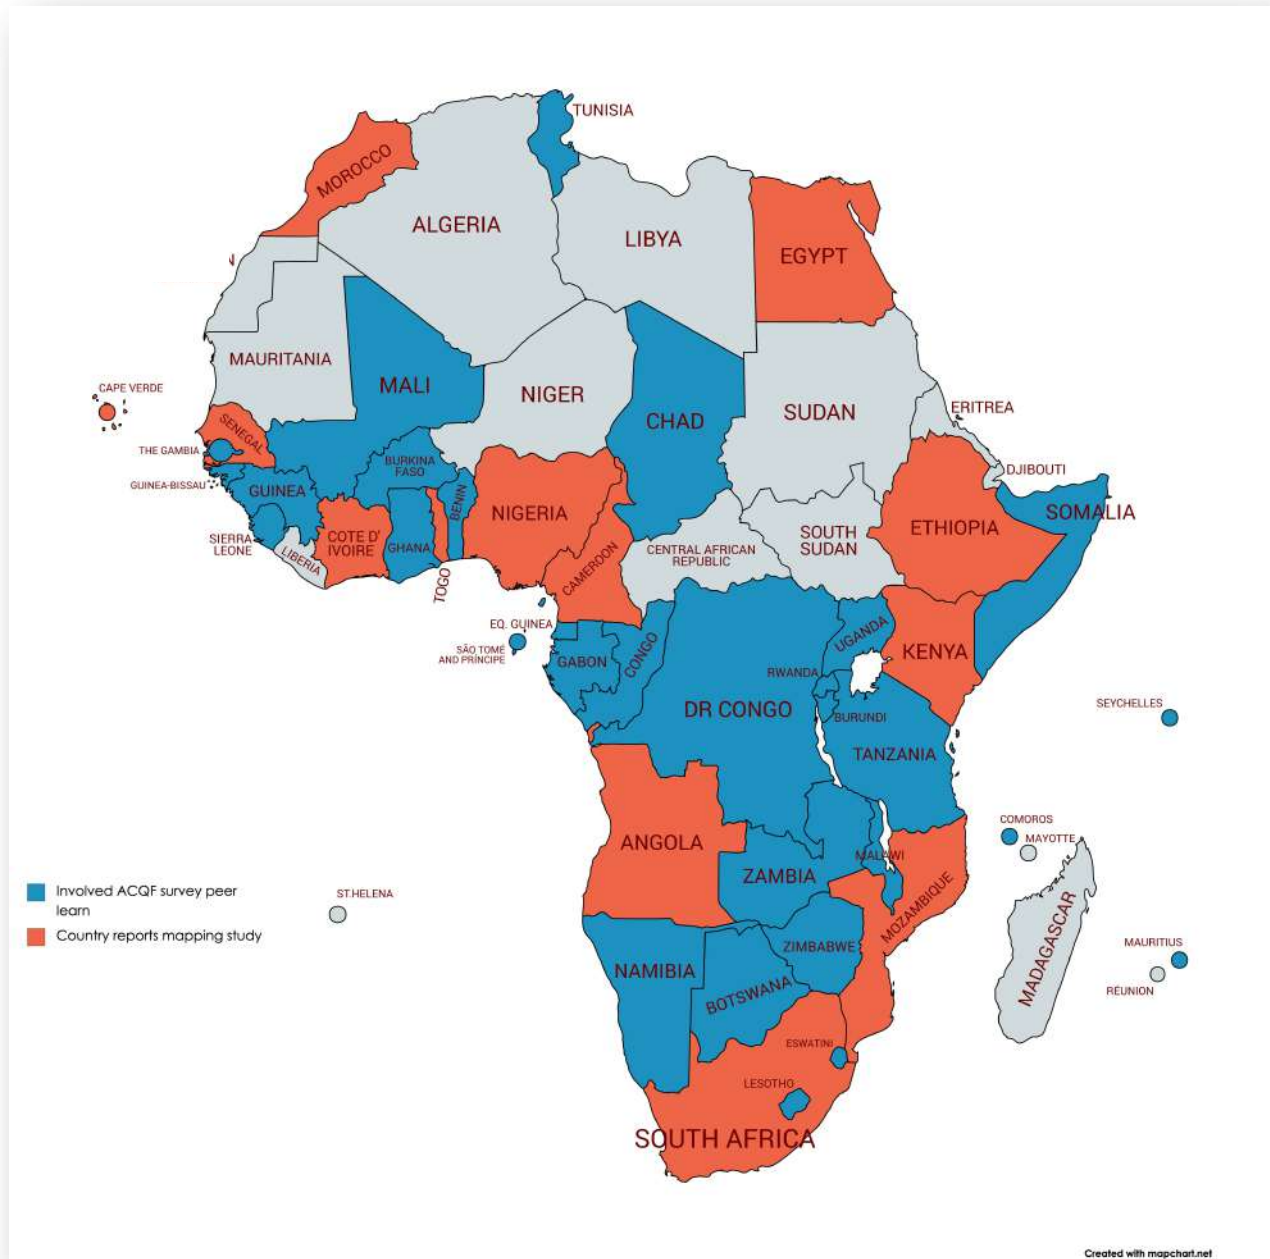 TUNISIA
MOROCCO
ALGERIA
LIBYA
EGYPT
MAURITANIA
MALI
NIGER
CHAD
SUDAN
ERITREA
CAPE VERDE
SENEGAL
THE GAMBIA
BURKINA
FASO
DJIBOUTI
GUINEA-BISSAU
GUINEA
BENIN
NIGERIA
SOMALIA
ETHIOPIA
SIERRA
LEONE
LIBERIA
COTE D'
IVOIRE
GHANA
TOGO
CAMEROON
CENTRAL AFRICAN
REPUBLIC
SOUTH
SUDAN
EQ. GUINEA
SÃO TOMÉ
AND PRÍNCIPE
GABON
CONGO
UGANDA
KENYA
RWANDA
DR CONGO
BURUNDI
SEYCHELLES
TANZANIA
COMOROS
MAYOTTE
ANGOLA
MALAWI
ZAMBIA
MOZAMBIQUE
MADAGASCAR
Involved ACQF survey peer
learn
ST.HELENA
Country reports mapping study
NAMIBIA
ZIMBABWE
BOTSWANA
MAURITIUS
RÉUNION
ESWATINI
LESOTHO
SOUTH AFRICA
Created with mapchart.net